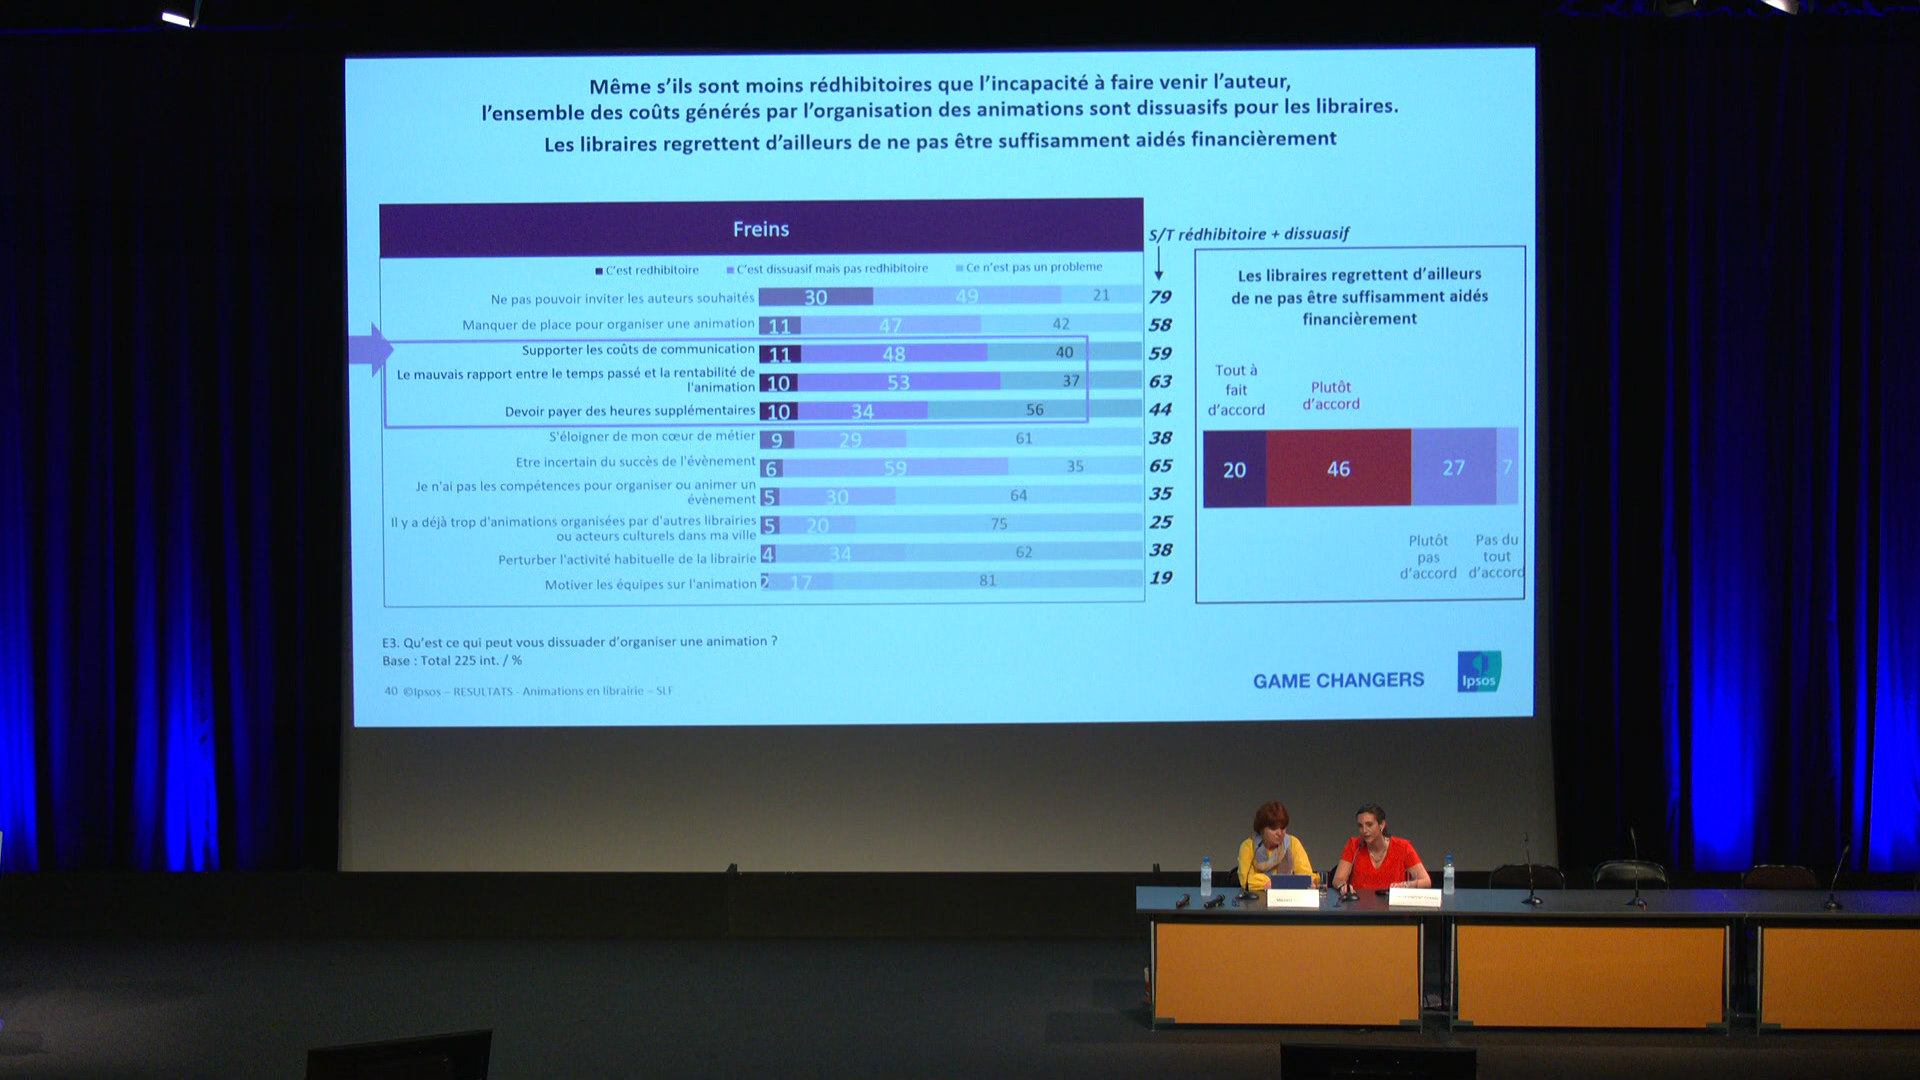 Même s'ils sont moins rédhibitoires que l'incapacité à faire venir l'auteur,
l'ensemble des coûts générés par l'organisation des animations sont dissuasifs pour les libraires.
Les libraires regrettent d'ailleurs de ne pas être suffisamment aidés financièrement
Freins
S/T rédhibitoire + dissuasif
C'est redhibitoire C'est dissuasif mais pas redhibitoire Ce n'est pas un probleme
Ne pas pouvoir inviter les auteurs souhaités 30 49 21 79
Manquer de place pour organiser une animation 11 47 42 58
Supporter les coûts de communication 11 48 40 59
Le mauvais rapport entre le temps passé et la rentabilité de
l'animation 10 53 37 63
Devoir payer des heures supplémentaires 10 34 56 44
S'éloigner de mon cœur de métier 9 29 61 38
Etre incertain du succès de l'évènement 6 59 35 65
Je n'ai pas les compétences pour organiser ou animer un
évènement 5 30 64 35
Il y a déjà trop d'animations organisées par d'autres librairies
ou acteurs culturels dans ma ville 5 20 75 25
Perturber l'activité habituelle de la librairie 4 34 62 38
Motiver les équipes sur l'animation 2 17 81 19
Les libraires regrettent d'ailleurs
de ne pas être suffisamment aidés
financièrement
Tout à
fait
d'accord
Plutôt
d'accord
20 46 27 7
Plutôt
pas
d'accord
Pas du
tout
d'accord
E3. Qu'est ce qui peut vous dissuader d'organiser une animation ?
Base : Total 225 int. / %
40 ©Ipsos – RESULTATS - Animations en librairie – SLF
GAME CHANGERS
Ipsos